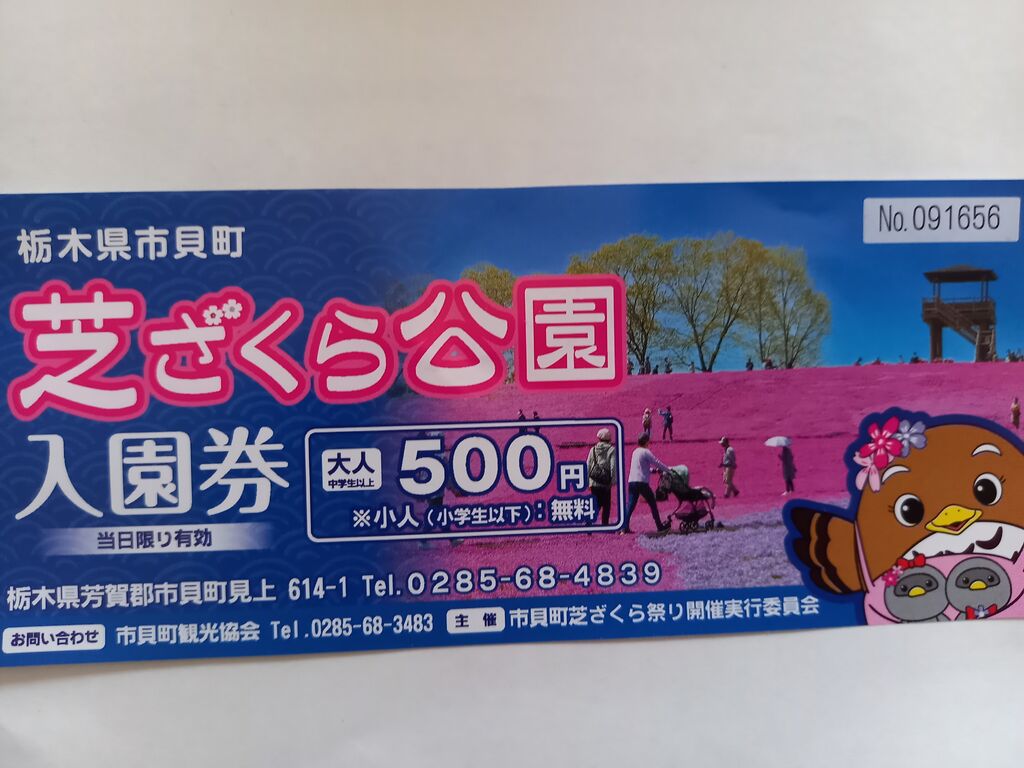 No.091656
栃木県市貝町
芝ざくら公園
入園券
当日限り有効
大人
中学生以上
500円
※小人(小学生以下):無料
栃木県芳賀郡市貝町見上 614-1 Tel.0285-68-4839
お問い合わせ 市貝町観光協会 Tel.0285-68-3483 主催 市貝町芝ざくら祭り開催実行委員会